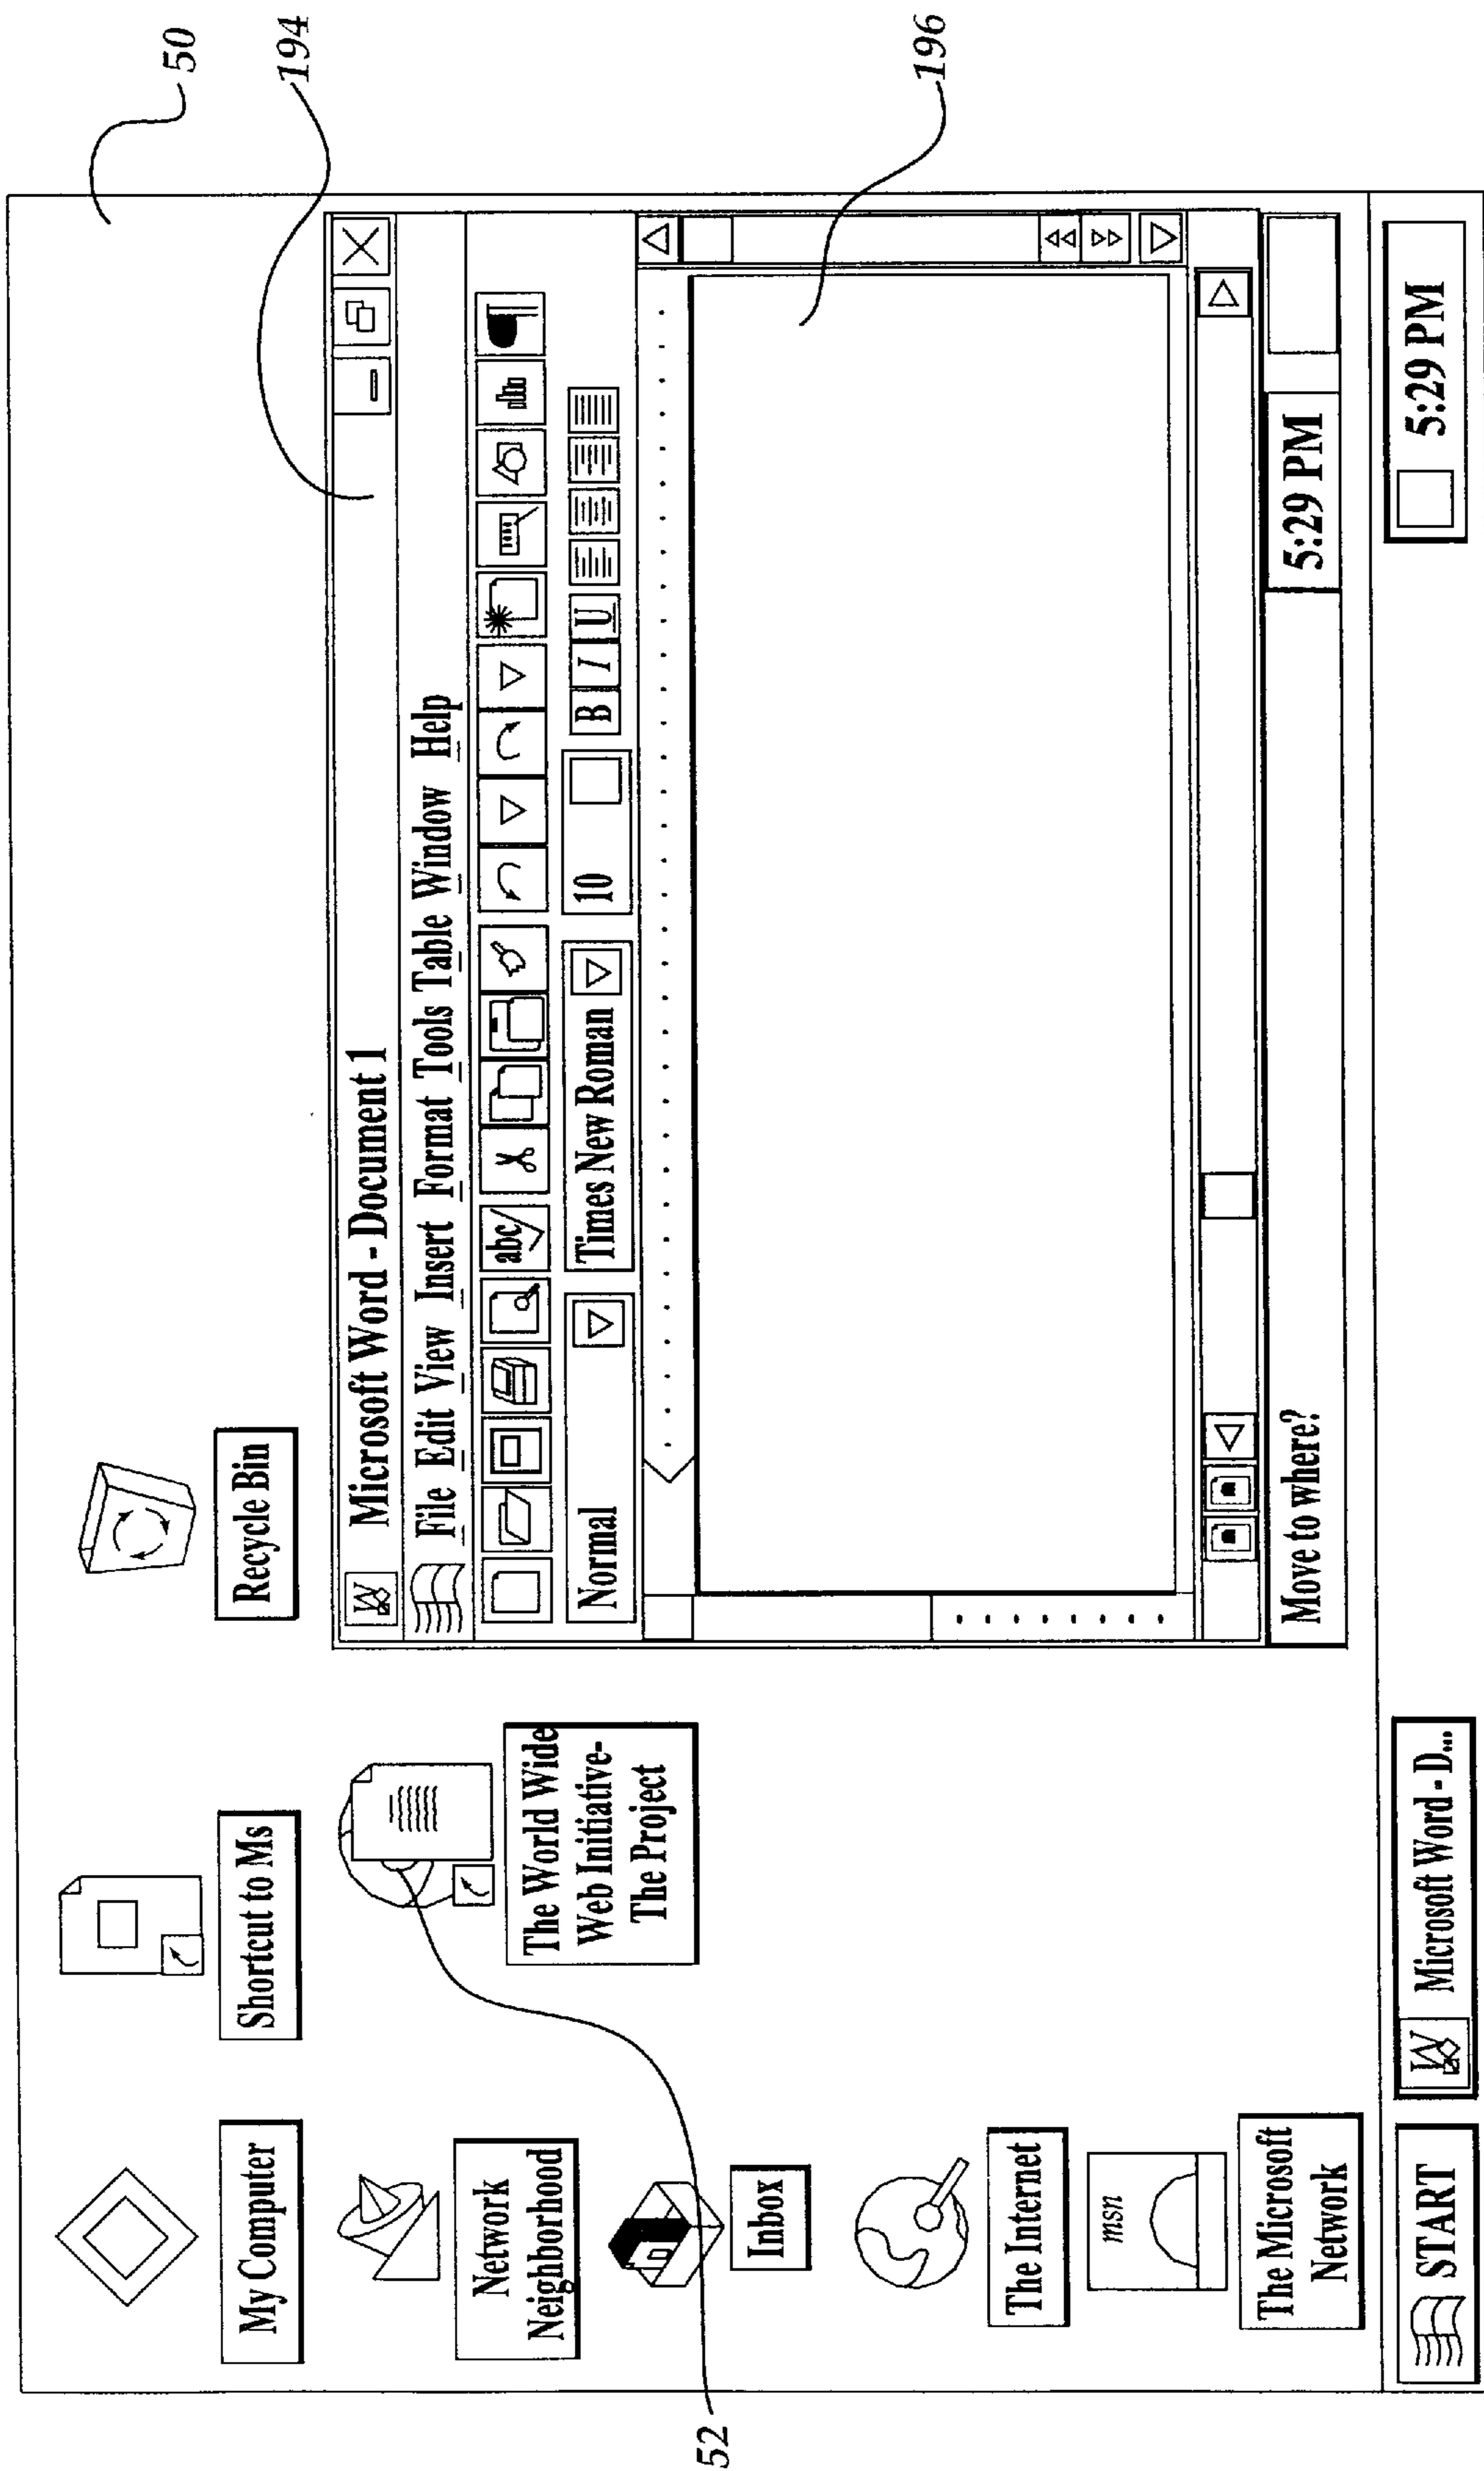 50
194
196
52
My Computer
Shortcut to Ms
Recycle Bin
Network
Neighborhood
The World Wide
Web Initiative-
The Project
Inbox
The Internet
msn
The Microsoft
Network
W
Microsoft Word - Document 1
File Edit View Insert Format Tools Table Window Help
abc
Normal
Times New Roman
10
B I U
Move to where?
5:29 PM
START
W
Microsoft Word - D...
5:29 PM